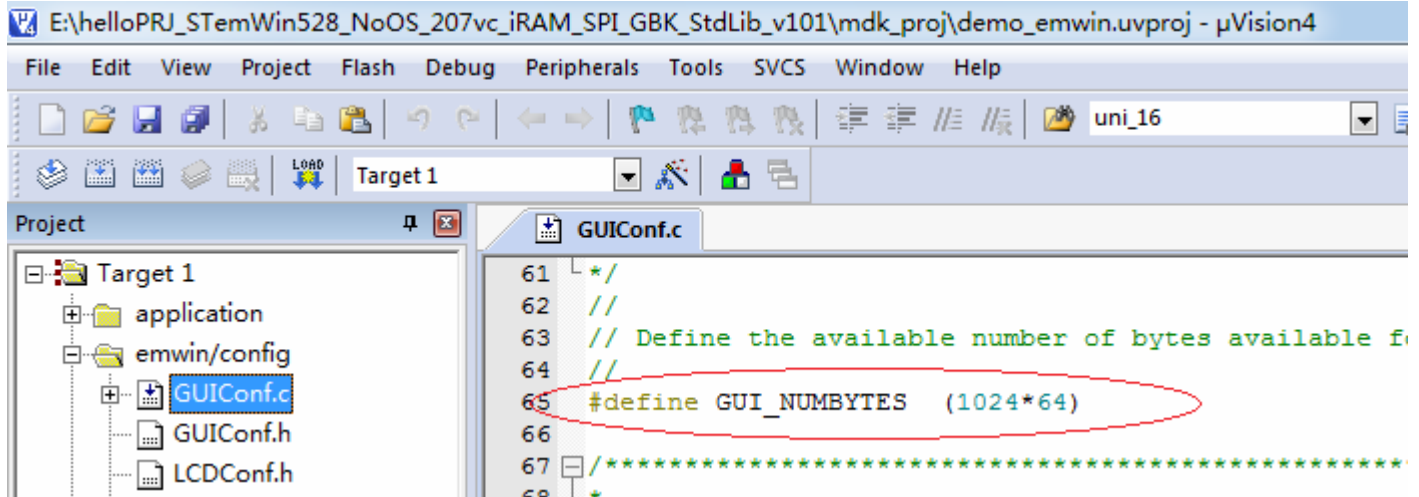 E:\helloPRJ_STemWin528_NoOS_207vc_iRAM_SPI_GBK_StdLib_v101\mdk_proj\demo_emwin.uvproj - µVision4
File Edit View Project Flash Debug Peripherals Tools SVCS Window Help
uni_16
LOAD Target 1
Project
GUIConf.c
Target 1
application
emwin/config
GUIConf.c
GUIConf.h
LCDConf.h
61 */
62 //
63 // Define the available number of bytes available
64 //
65 #define GUI_NUMBYTES (1024*64)
66
67 /****************************************************
68 *